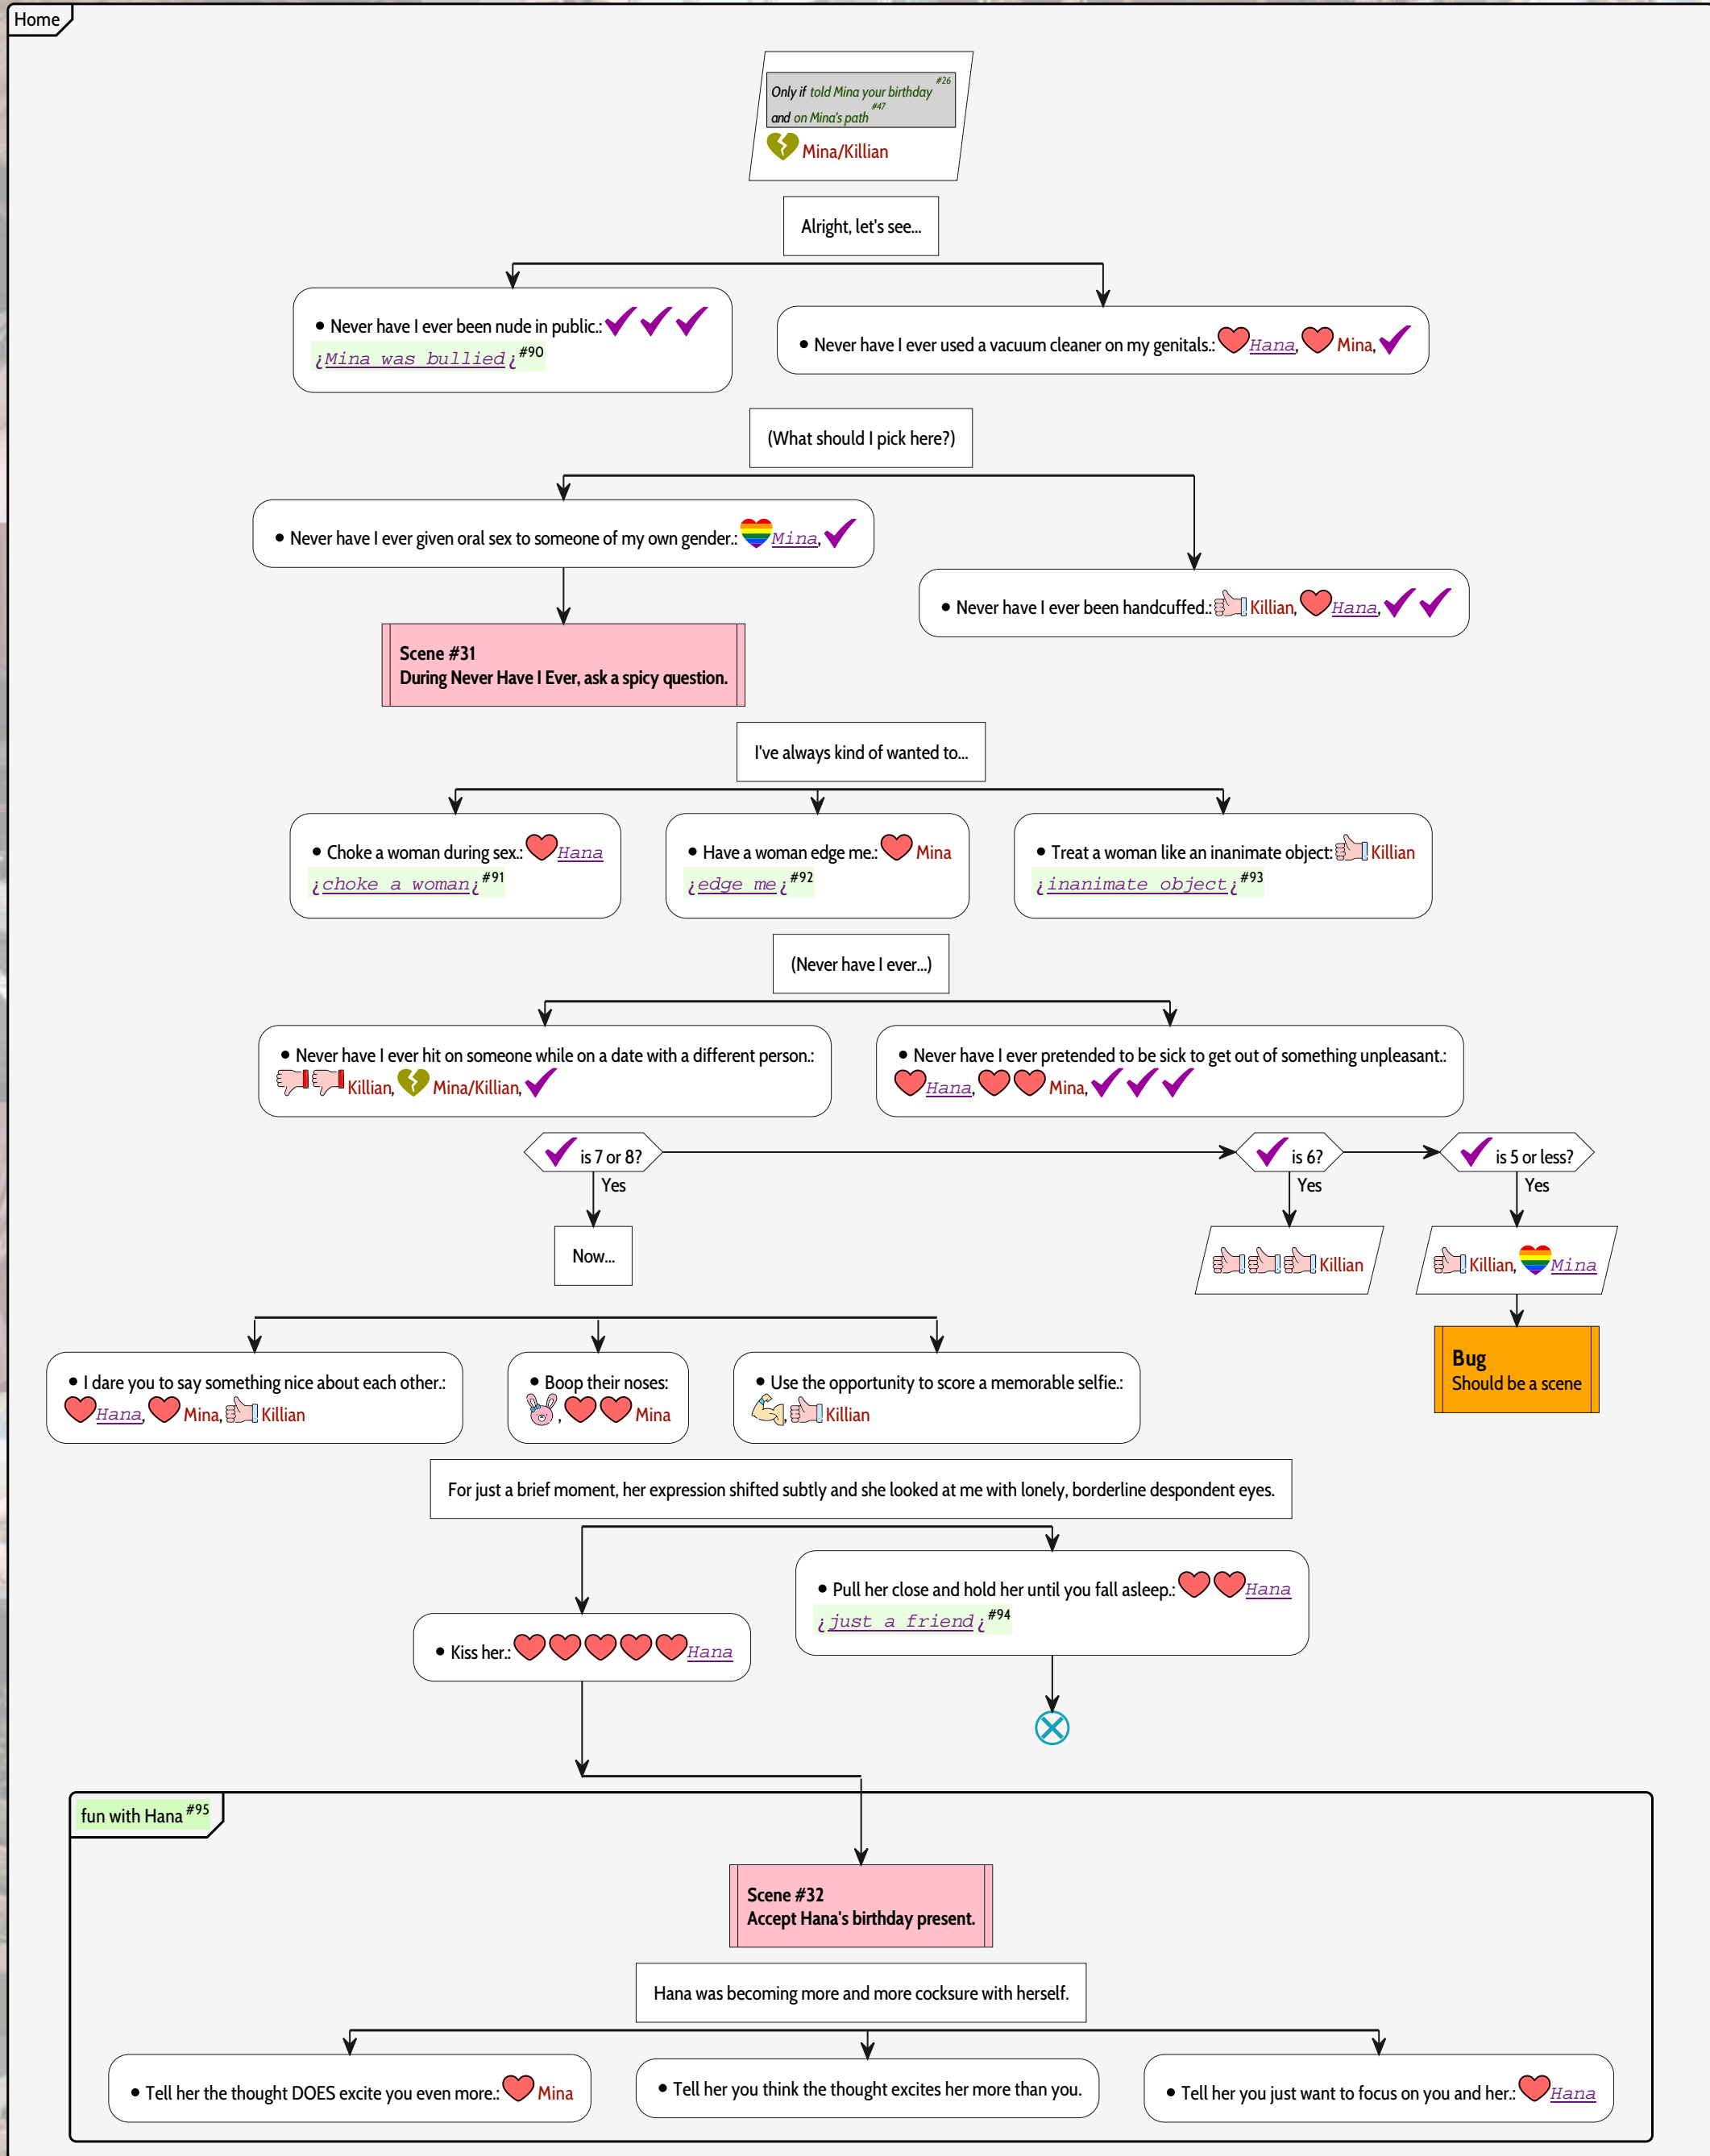 Home
#26
Only if told Mina your birthday
#47
and on Mina's path
Mina/Killian
Alright, let's see...
• Never have I ever been nude in public.:
¿Mina was bullied¿ #90
• Never have I ever used a vacuum cleaner on my genitals.: Hana, Mina,
(What should I pick here?)
• Never have I ever given oral sex to someone of my own gender.: Mina,
• Never have I ever been handcuffed.: Killian, Hana,
Scene #31
During Never Have I Ever, ask a spicy question.
I've always kind of wanted to...
• Choke a woman during sex.: Hana
¿choke a woman¿ #91
• Have a woman edge me.: Mina
¿edge me¿ #92
• Treat a woman like an inanimate object: Killian
¿inanimate object¿ #93
(Never have I ever...)
• Never have I ever hit on someone while on a date with a different person.:
Killian, Mina/Killian,
• Never have I ever pretended to be sick to get out of something unpleasant.:
Hana, Mina,
is 7 or 8?
is 6?
is 5 or less?
Yes
Yes
Yes
Now...
Killian
Killian, Mina
Bug
Should be a scene
• I dare you to say something nice about each other.:
Hana, Mina, Killian
• Boop their noses:
, Mina
• Use the opportunity to score a memorable selfie.:
, Killian
For just a brief moment, her expression shifted subtly and she looked at me with lonely, borderline despondent eyes.
• Pull her close and hold her until you fall asleep.: Hana
¿just a friend¿ #94
• Kiss her.: Hana
fun with Hana #95
Scene #32
Accept Hana's birthday present.
Hana was becoming more and more cocksure with herself.
• Tell her the thought DOES excite you even more.: Mina
• Tell her you think the thought excites her more than you.
• Tell her you just want to focus on you and her.: Hana